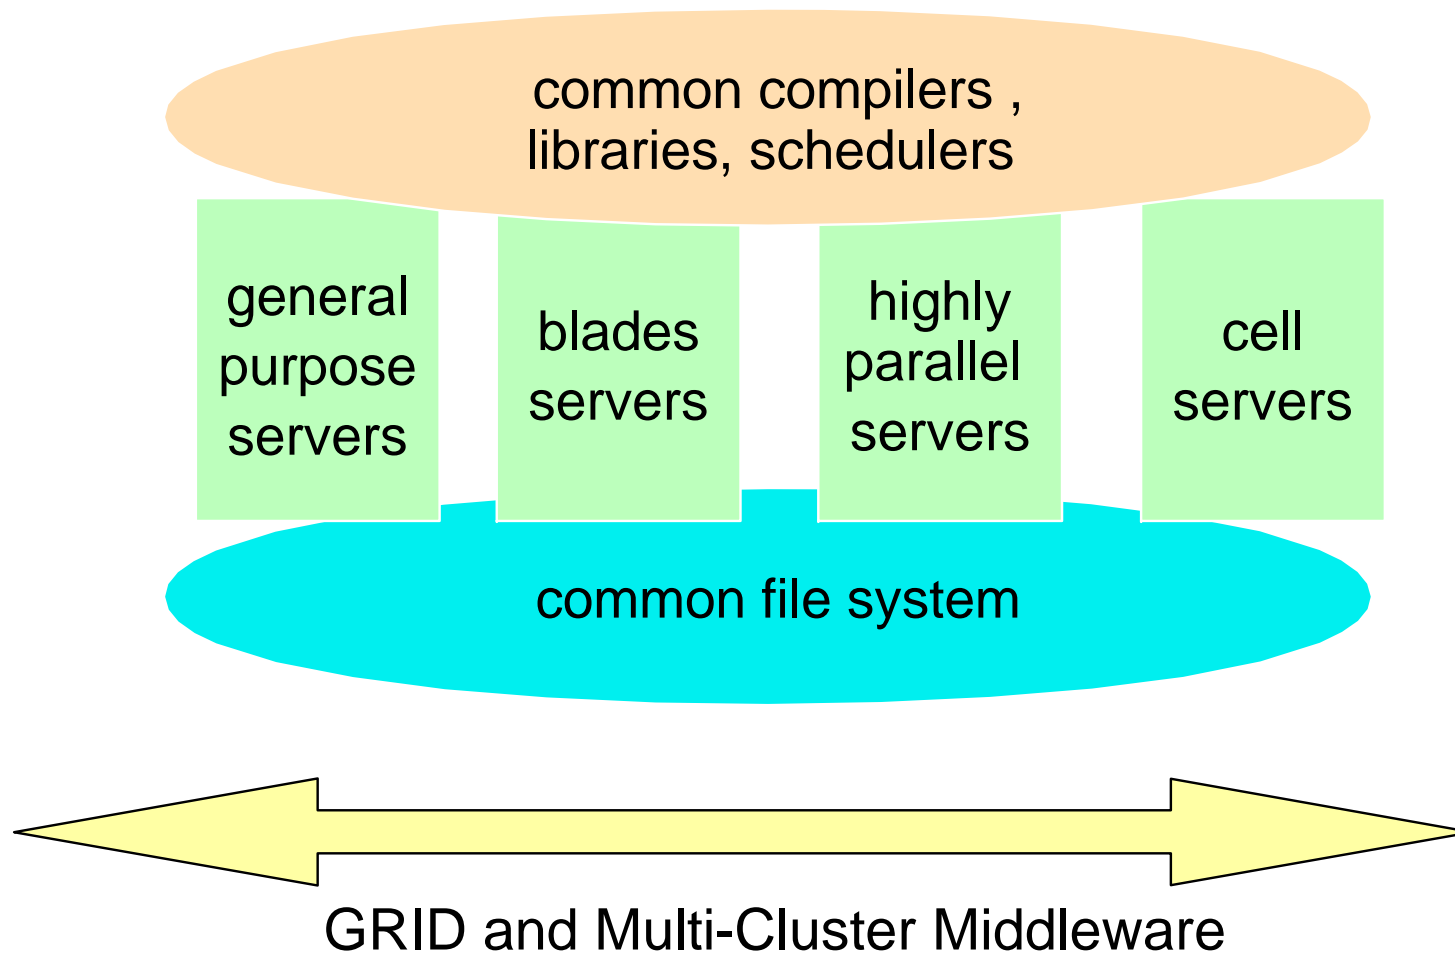 common compilers ,
libraries, schedulers
general
purpose
servers
blades
servers
highly
parallel
servers
cell
servers
common file system
GRID and Multi-Cluster Middleware